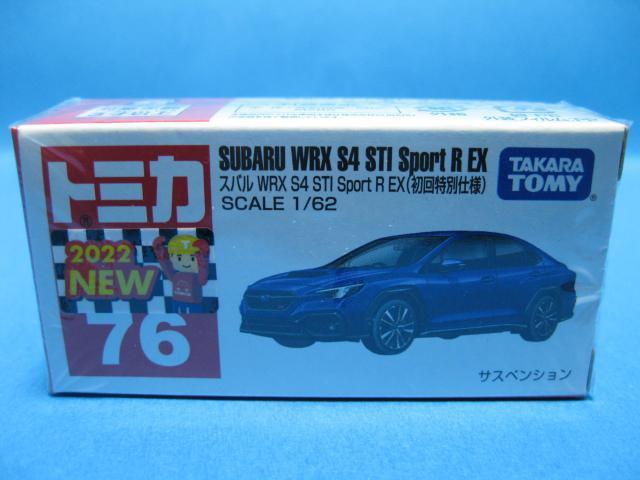 トミカ
2022
NEW
76
SUBARU WRX S4 STI Sport R EX
スバル WRX S4 STI Sport R EX(初回特別仕様)
SCALE 1/62
TAKARA
TOMY
サスペンション